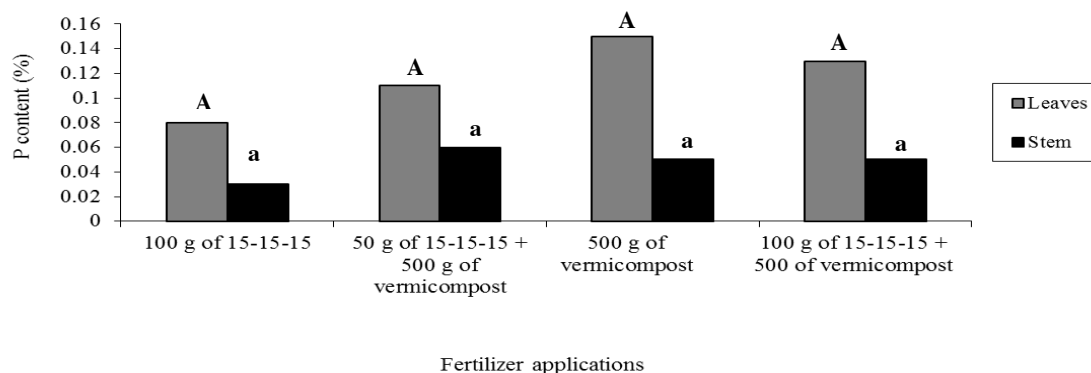 P content (%)
0.16
0.14
0.12
0.1
0.08
0.06
0.04
0.02
0
A
a
A
a
A
a
A
a
100 g of 15-15-15
50 g of 15-15-15 +
500 g of
vermicompost
500 g of
vermicompost
100 g of 15-15-15 +
500 of vermicompost
Leaves
Stem
Fertilizer applications